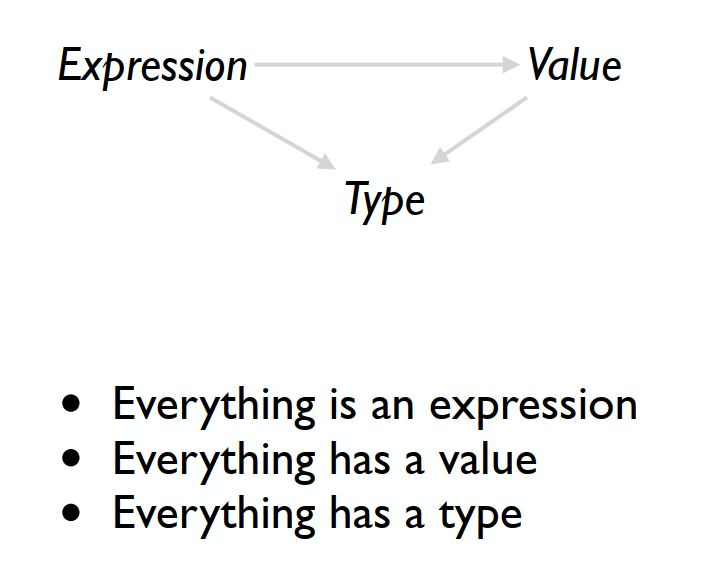 Expression Value
Type
• Everything is an expression
• Everything has a value
• Everything has a type